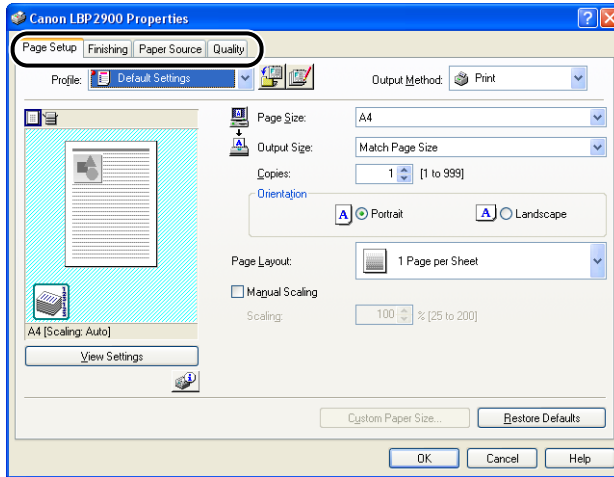 Canon LBP2900 Properties
Page Setup Finishing Paper Source Quality
Profile: Default Settings Output Method: Print
Page Size: A4
Output Size: Match Page Size
Copies: 1 [1 to 999]
Orientation
A Portrait A Landscape
Page Layout: 1 Page per Sheet
Manual Scaling
Scaling: 100 % [25 to 200]
A4 [Scaling: Auto]
View Settings
Custom Paper Size... Restore Defaults
OK Cancel Help